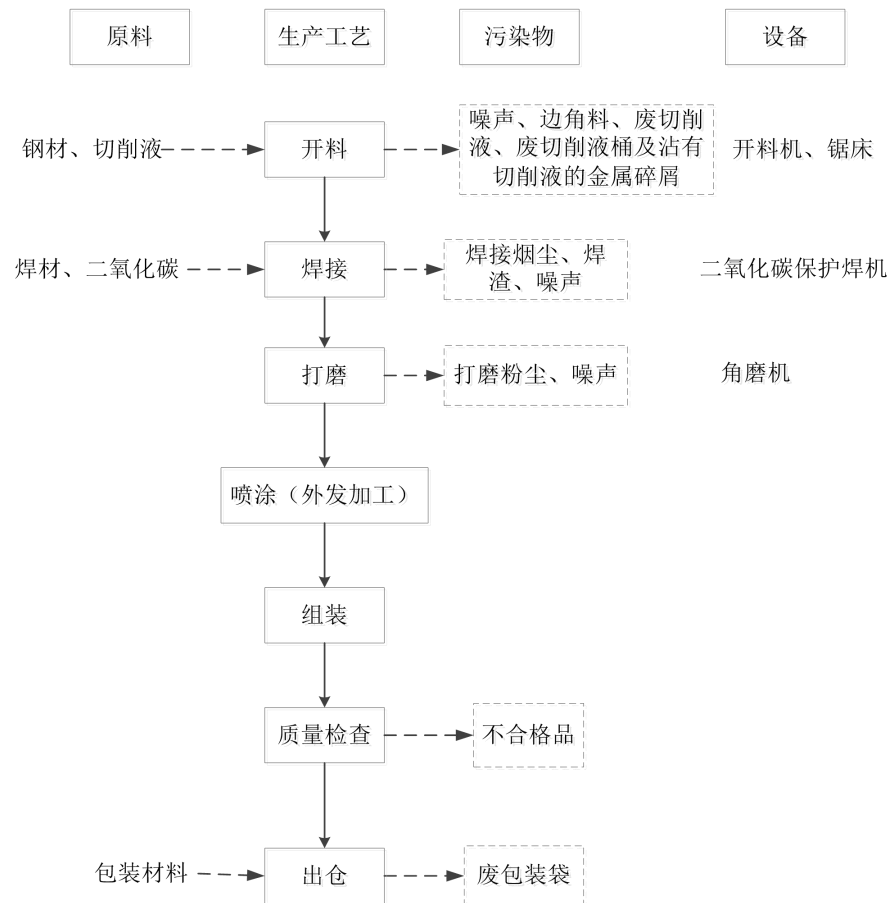 原料
生产工艺
污染物
设备
钢材、切削液
开料
噪声、边角料、废切削
液、废切削液桶及沾有
切削液的金属碎屑
开料机、锯床
焊材、二氧化碳
焊接
焊接烟尘、焊
渣、噪声
二氧化碳保护焊机
打磨
打磨粉尘、噪声
角磨机
喷涂（外发加工）
组装
质量检查
不合格品
包装材料
出仓
废包装袋